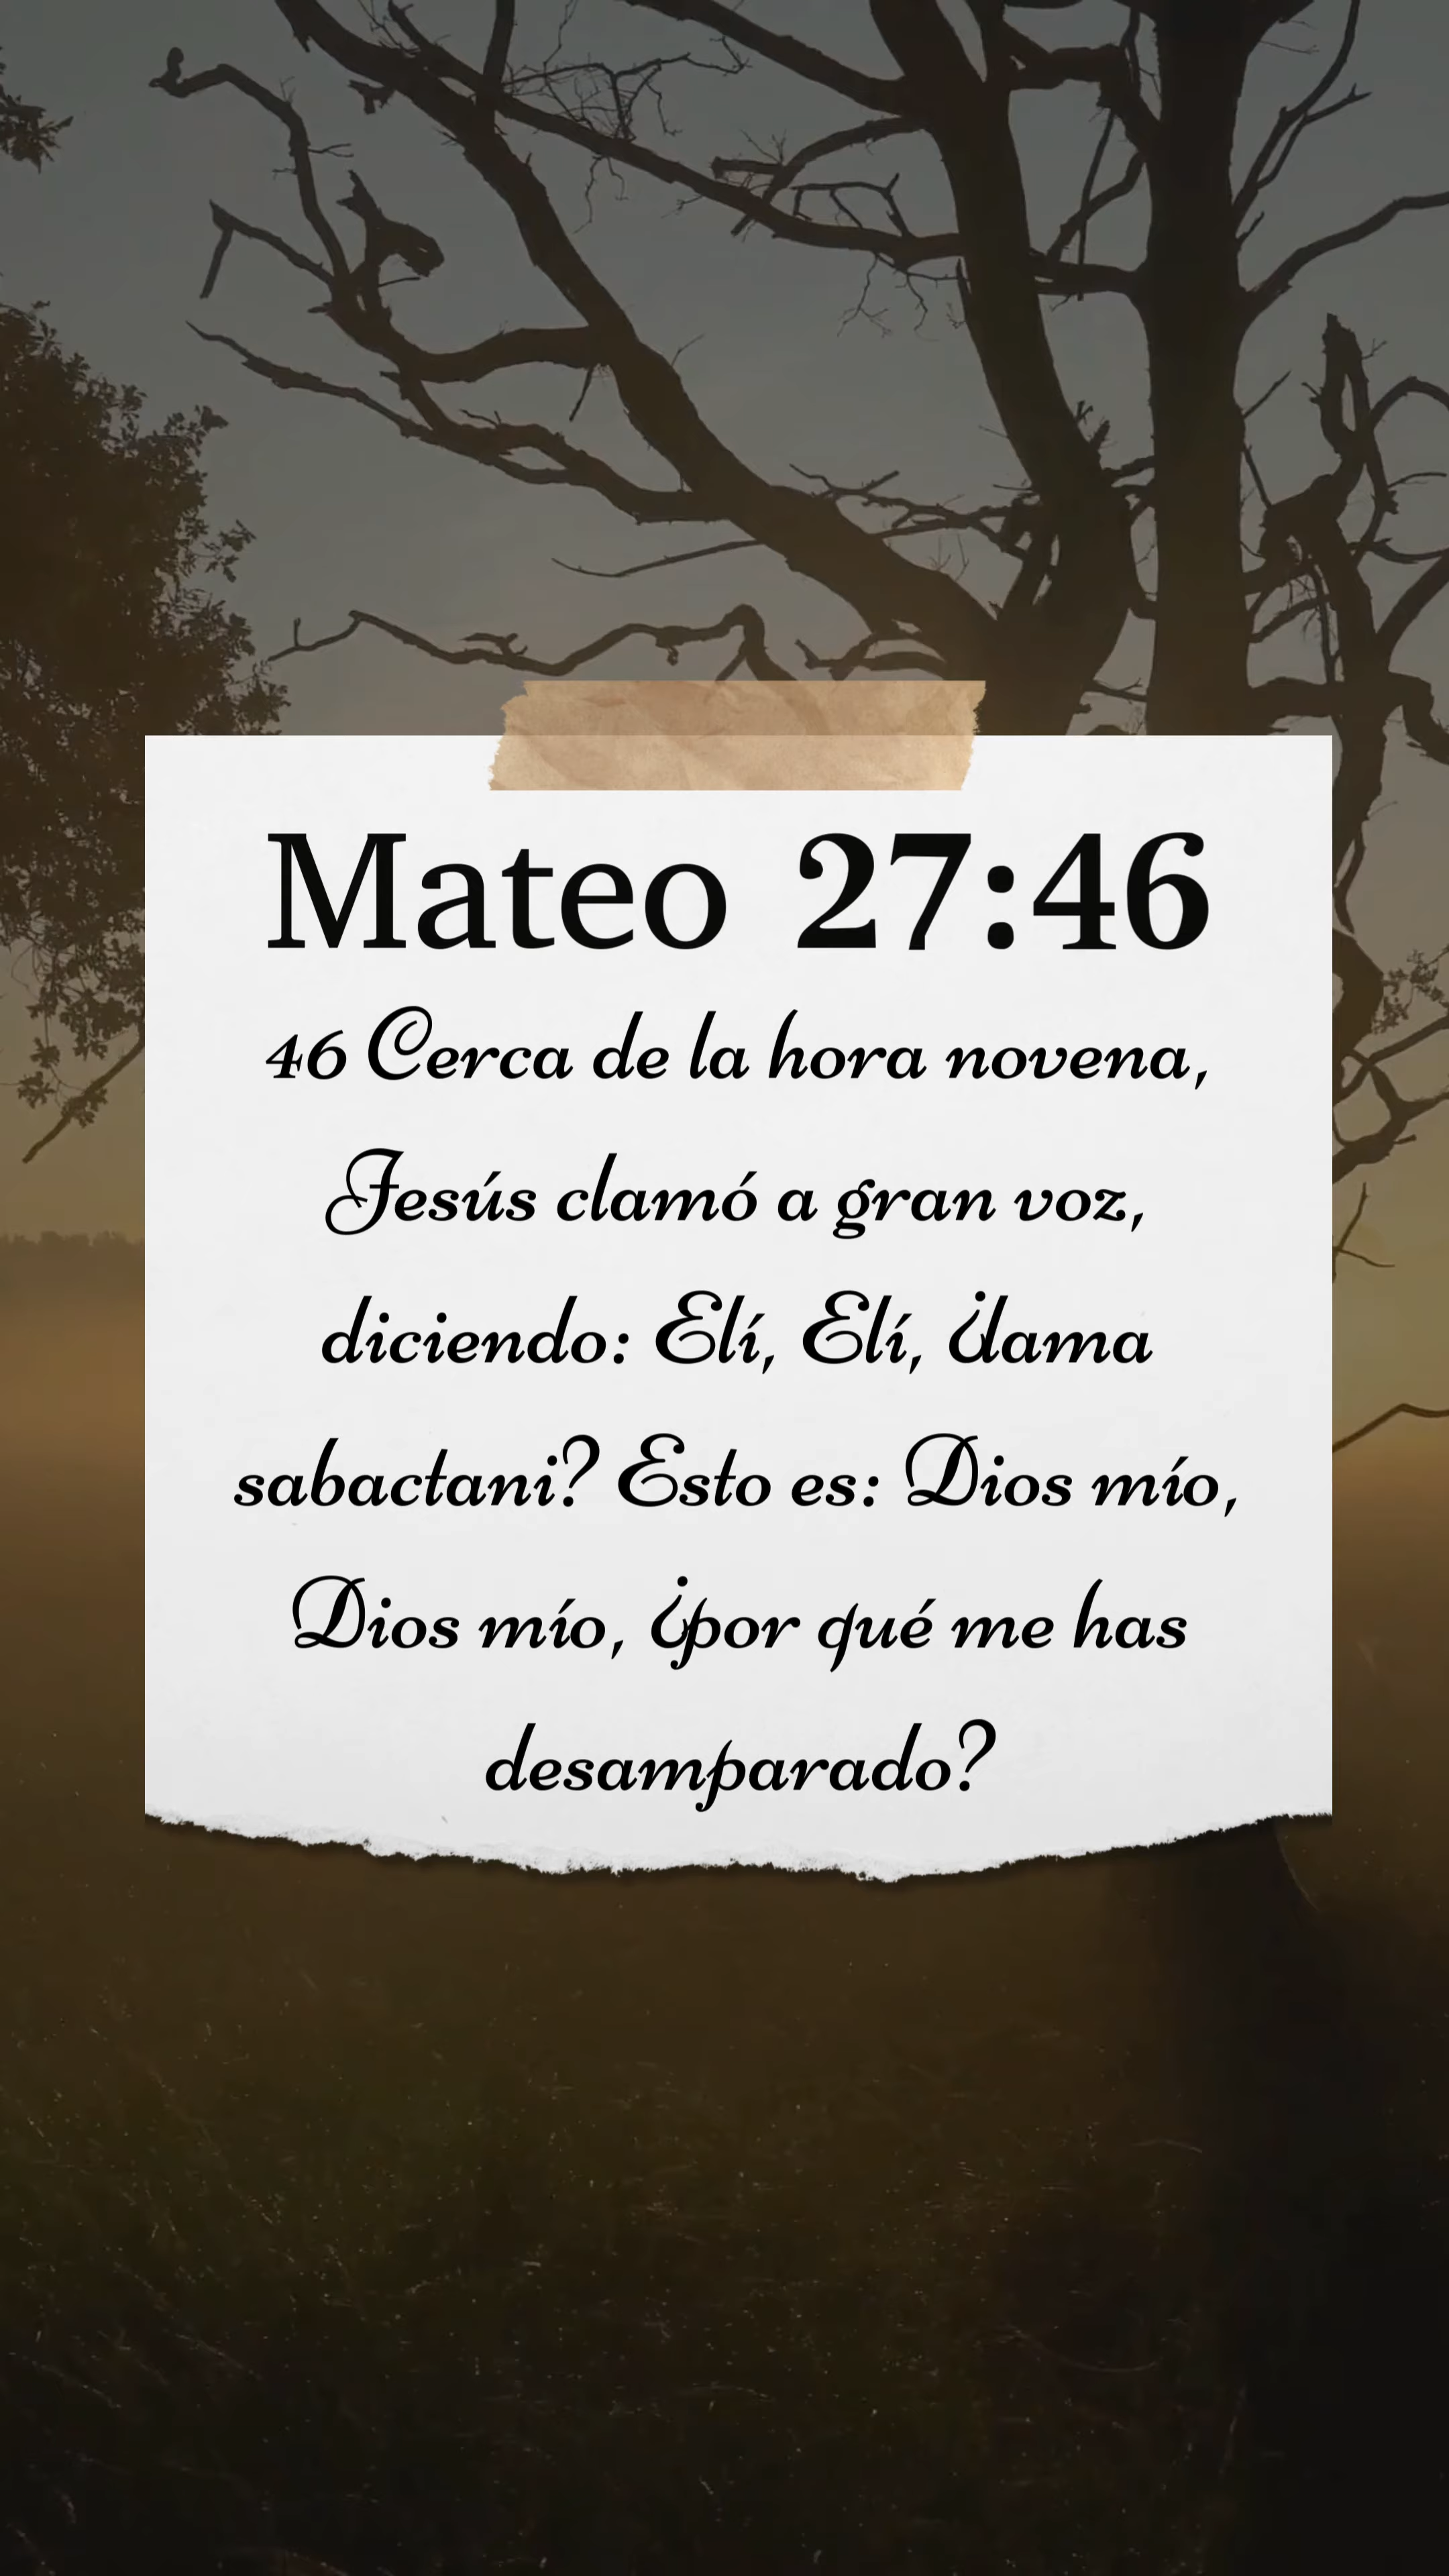 Mateo 27:46
46 Cerca de la hora novena,
Jesús clamó a gran voz,
diciendo: Elí, Elí, ¿lama
sabactani? Esto es: Dios mío,
Dios mío, ¿por qué me has
desamparado?